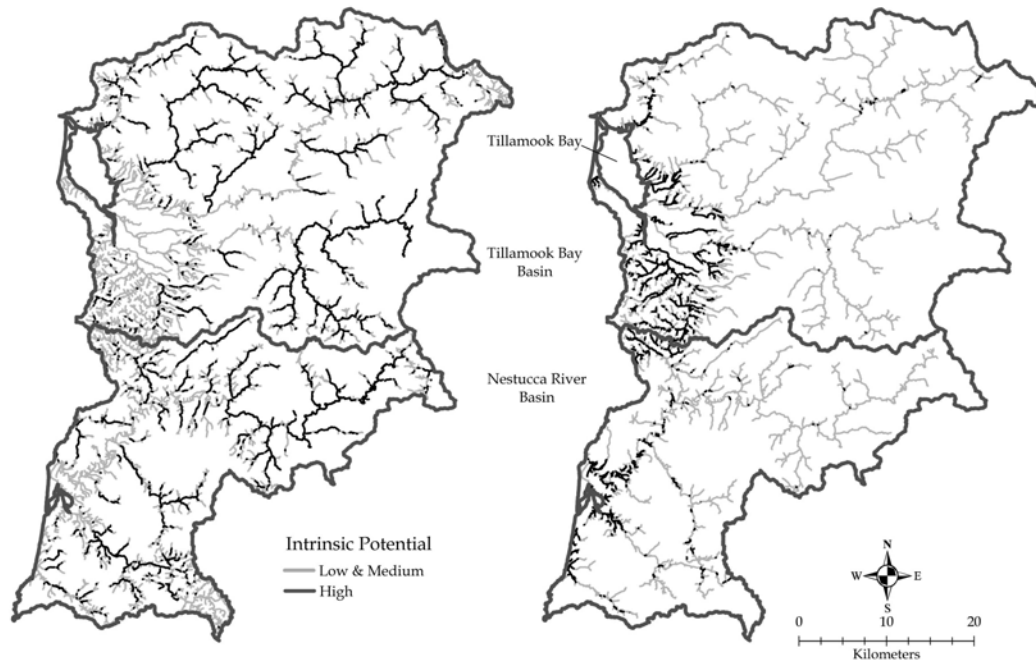 Tillamook Bay
Tillamook Bay
Basin
Nestucca River
Basin
Intrinsic Potential
Low & Medium
High
N
W E
S
0 10 20
Kilometers